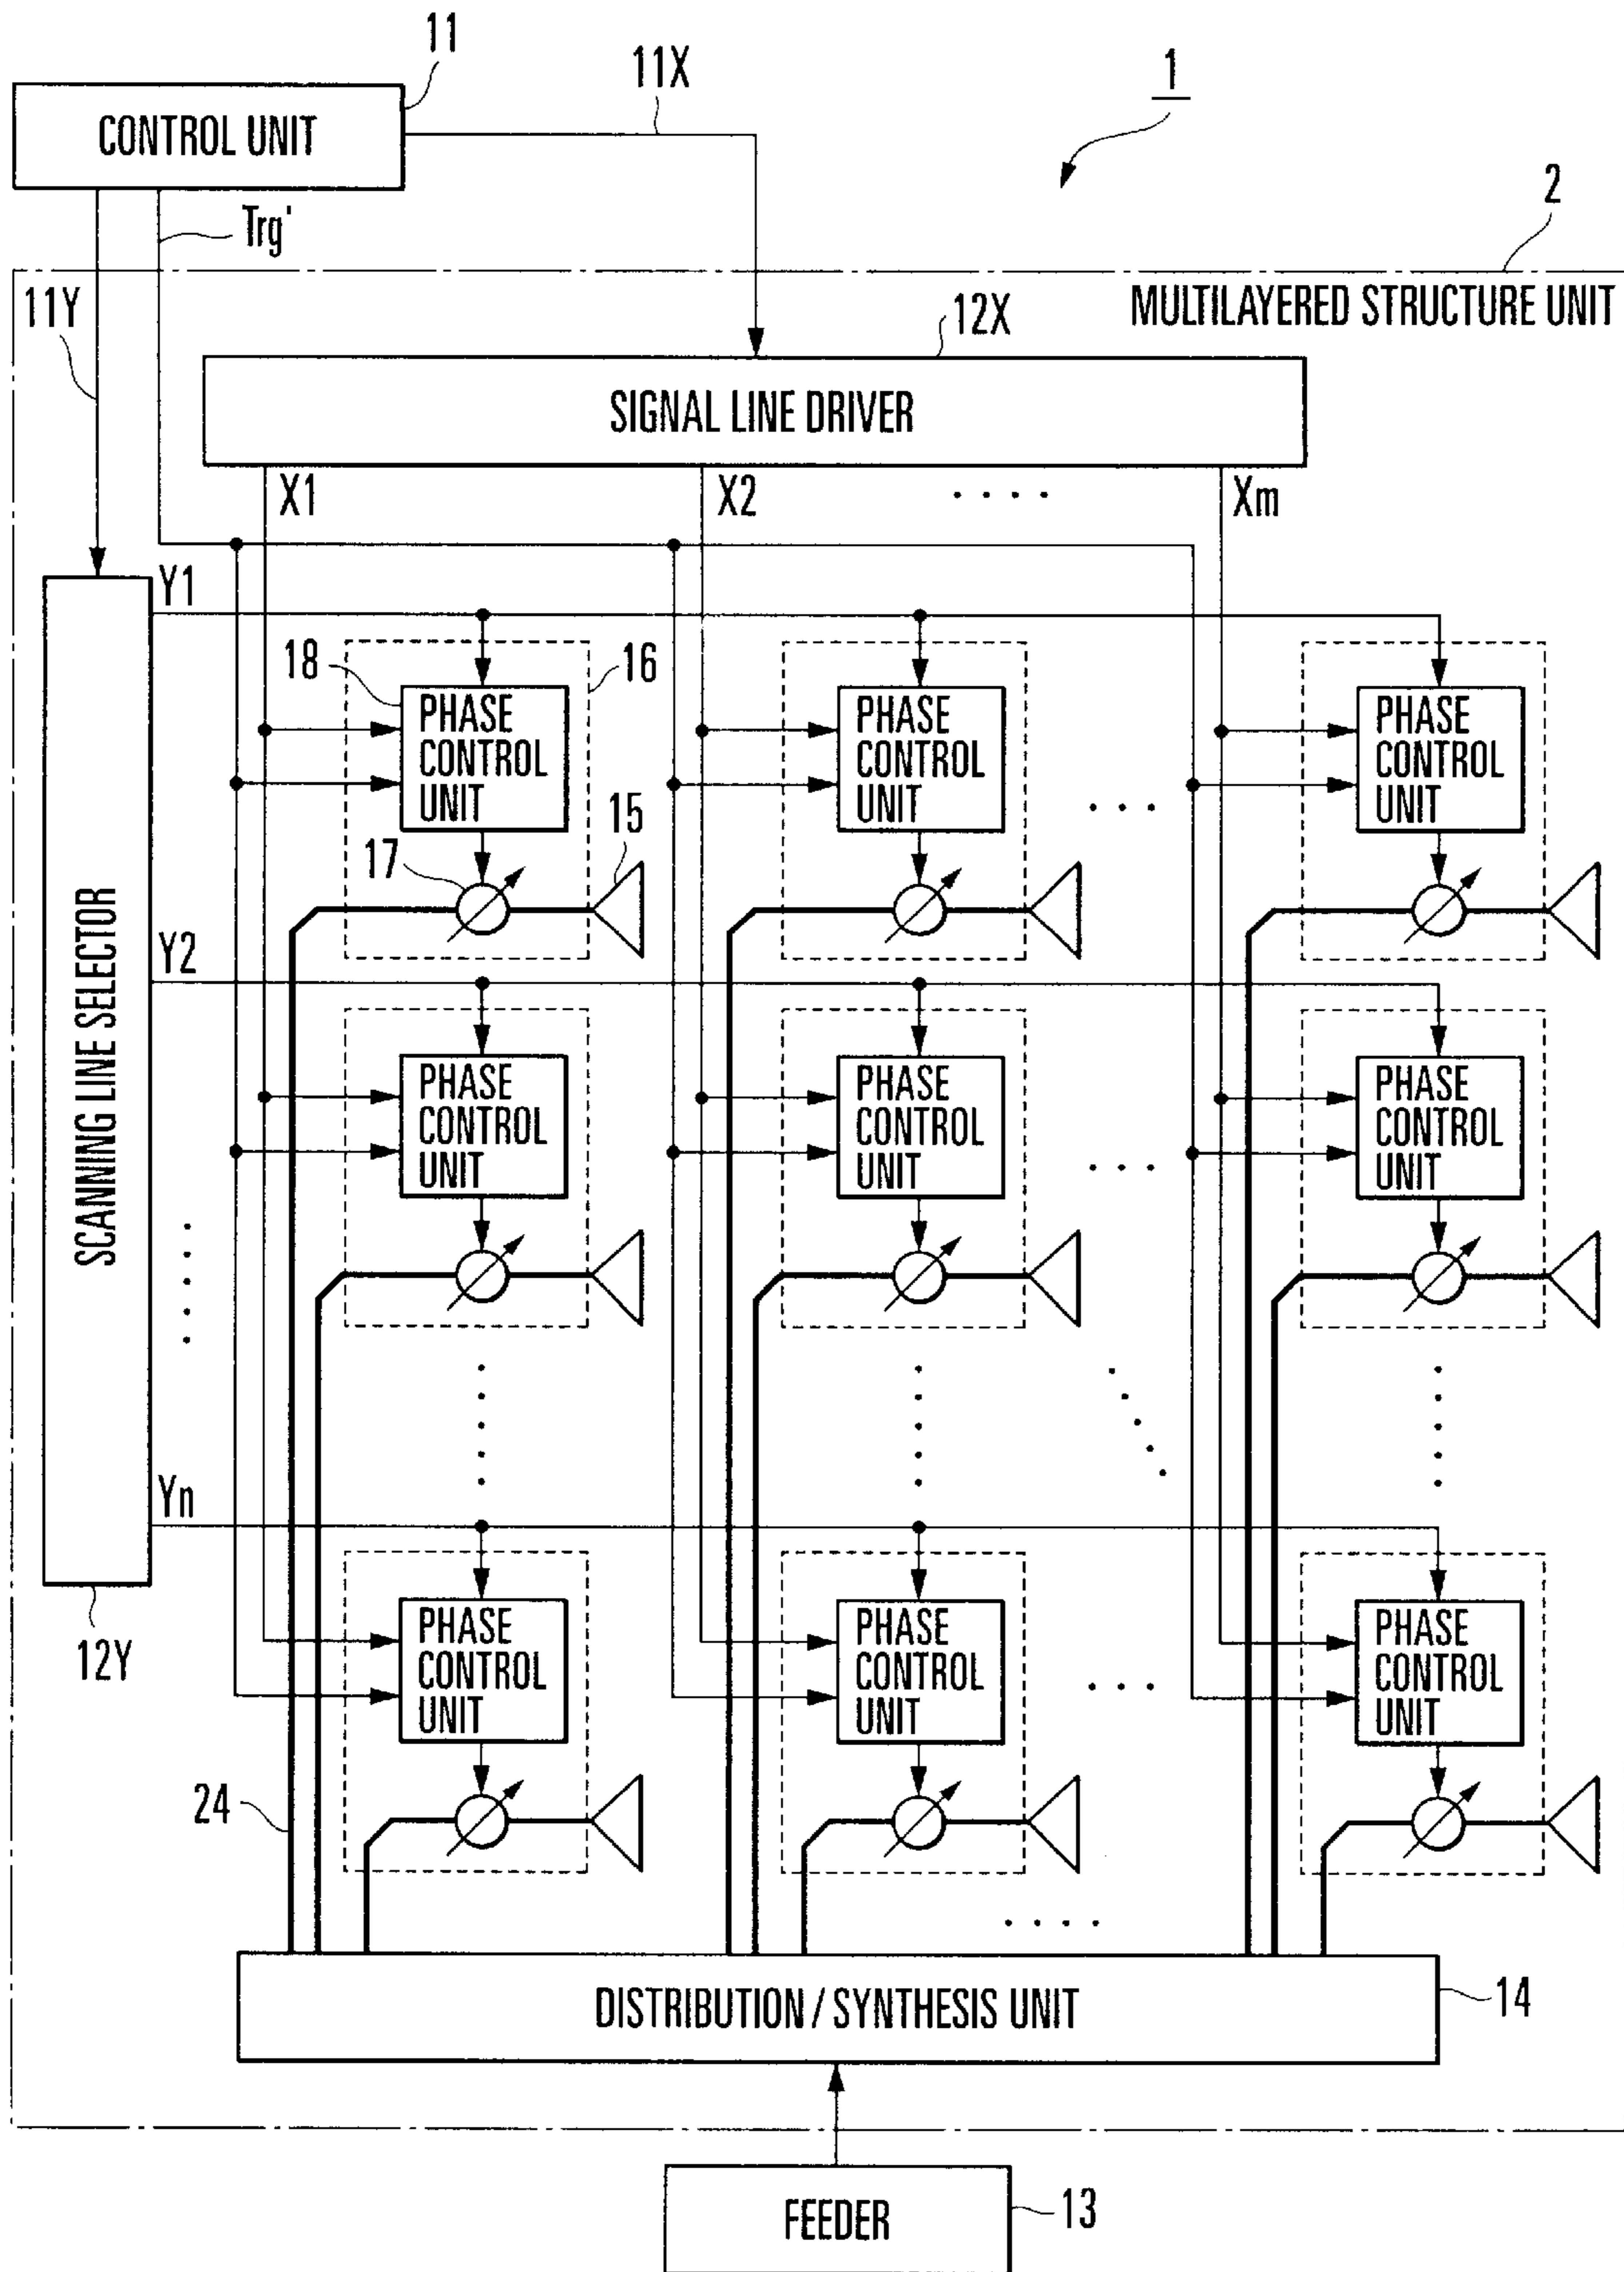 11
11X
1
CONTROL UNIT
2
Trg'
11Y
12X
MULTILAYERED STRUCTURE UNIT
SIGNAL LINE DRIVER
X1
X2
Xm
Y1
18
16
PHASE
CONTROL
UNIT
PHASE
CONTROL
UNIT
PHASE
CONTROL
UNIT
15
17
SCANNING LINE SELECTOR
Y2
PHASE
CONTROL
UNIT
PHASE
CONTROL
UNIT
PHASE
CONTROL
UNIT
Yn
12Y
PHASE
CONTROL
UNIT
PHASE
CONTROL
UNIT
PHASE
CONTROL
UNIT
24
DISTRIBUTION / SYNTHESIS UNIT
14
FEEDER
13